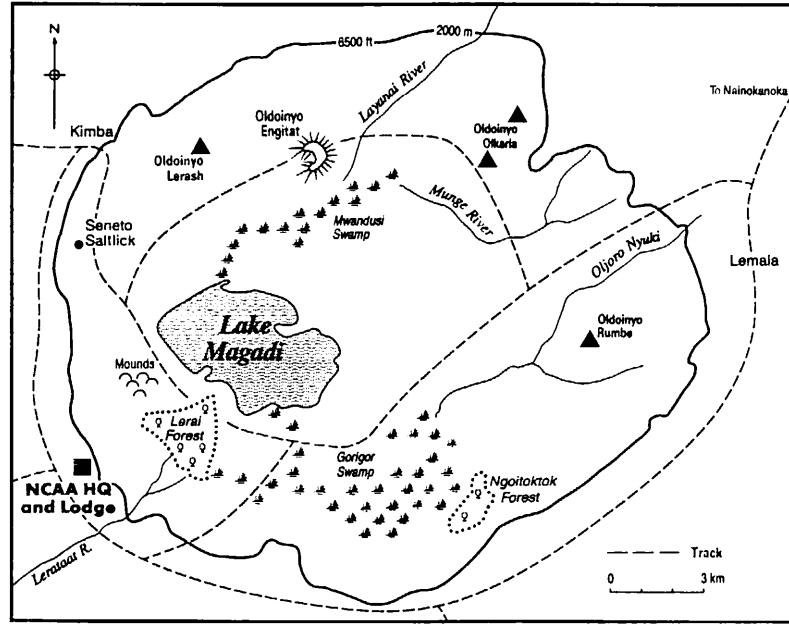 N
6500 ft
2000 m
Layanai River
To Nainokanoka
Kimba
Oldoinyo
Engitat
Oldoinyo
Olkaria
Oldoinyo
Lerash
Munge River
Mwandusi
Swamp
Seneto
Saltlick
Oljoro Nyuki
Lemala
Lake
Magadi
Oldoinyo
Rumbe
Mounds
Lerai
Forest
Gorigor
Swamp
Ngoitoktok
Forest
NCAA HQ
and Lodge
Lerataat R.
Track
0 3 km